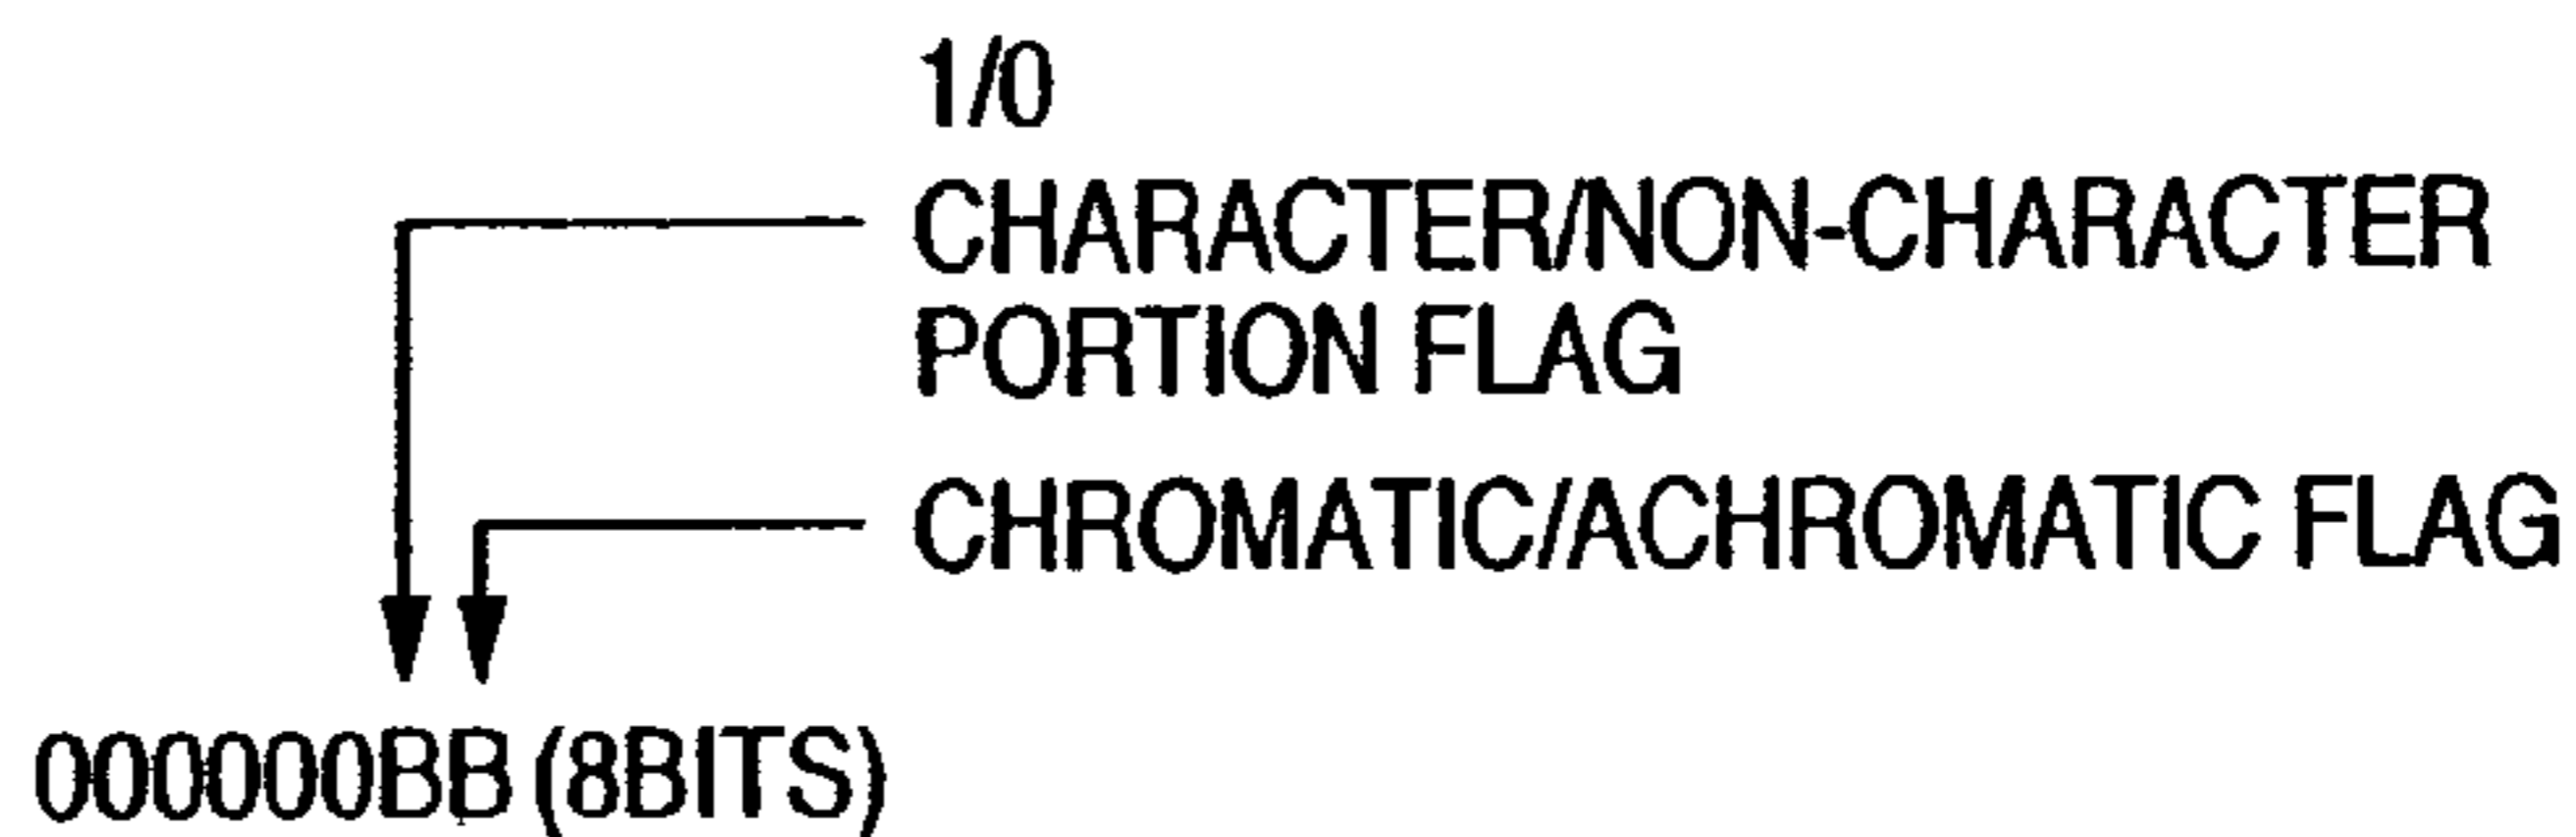 1/0
CHARACTER/NON-CHARACTER
PORTION FLAG
CHROMATIC/ACHROMATIC FLAG
000000BB (8BITS)